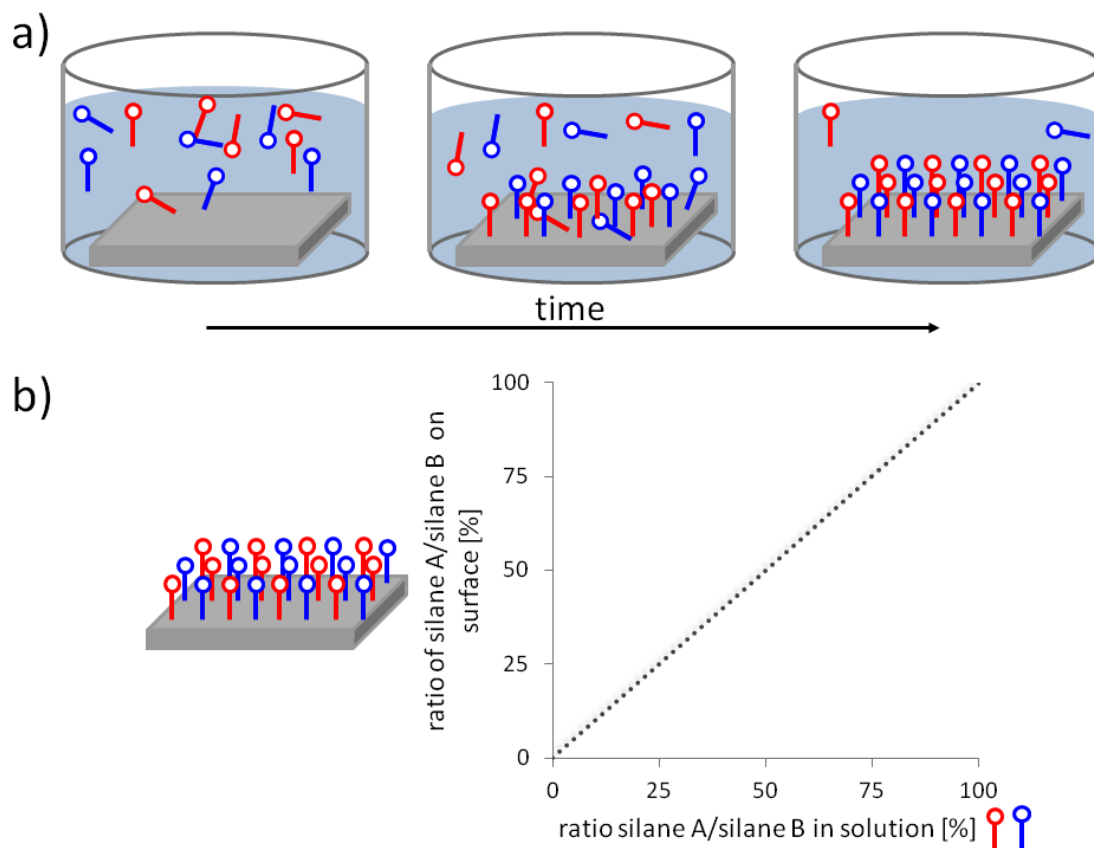 a)
time
b)
ratio of silane A/silane B on
surface [%]
100
75
50
25
0
0 25 50 75 100
ratio silane A/silane B in solution [%]